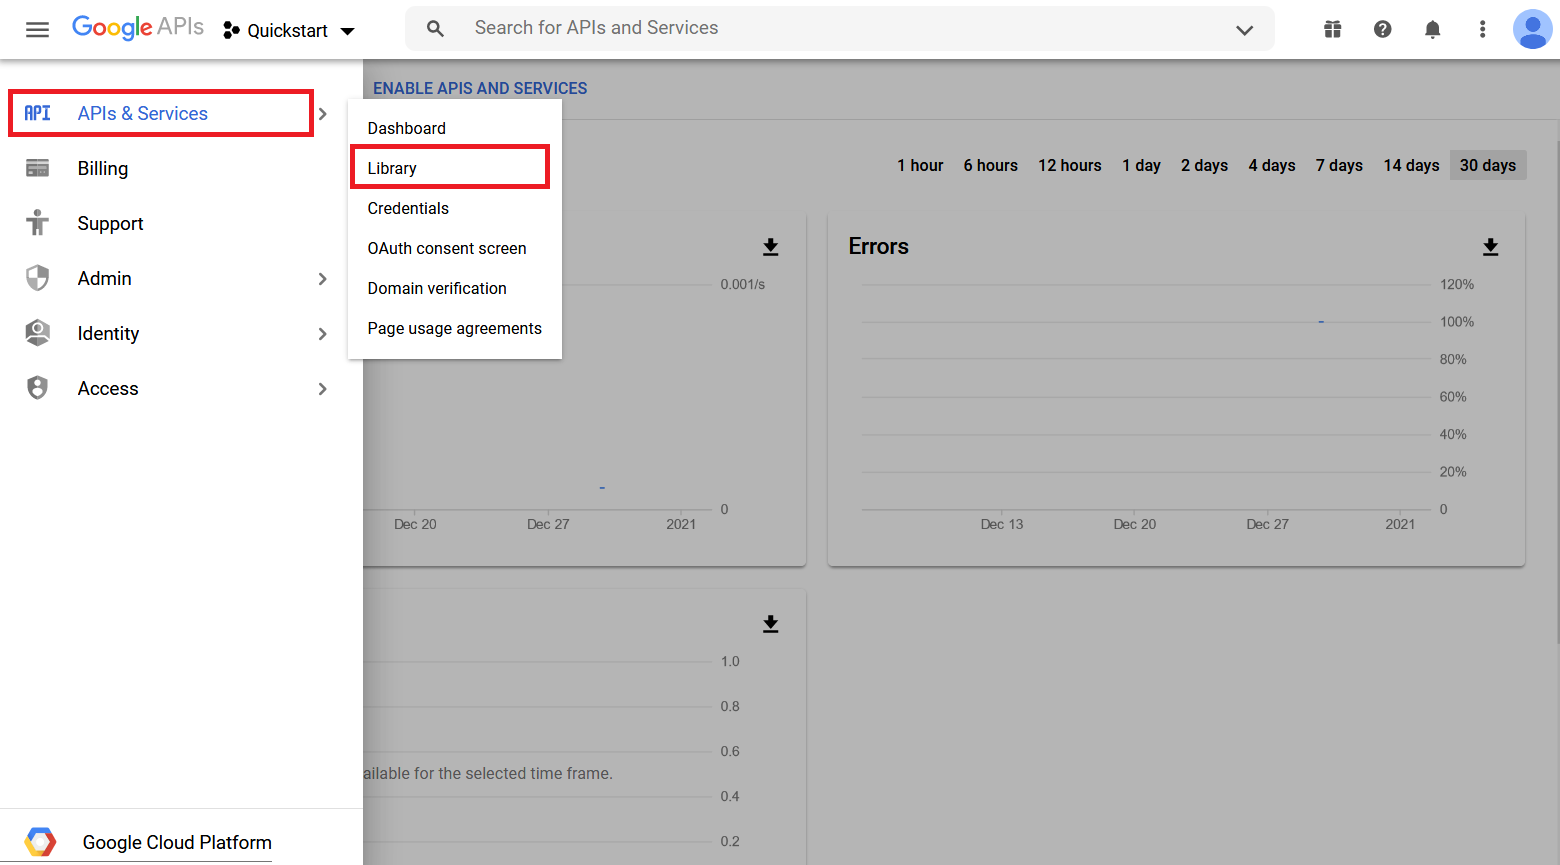 Google APIs
Quickstart
Search for APIs and Services
API APIs & Services
Billing
Support
Admin
Identity
Access
Google Cloud Platform
ENABLE APIS AND SERVICES
Dashboard
Library
Credentials
OAuth consent screen
Domain verification
Page usage agreements
1 hour 6 hours 12 hours 1 day 2 days 4 days 7 days 14 days 30 days
0.001/s
0
Dec 20 Dec 27 2021
Errors
120%
100%
80%
60%
40%
20%
0
Dec 13 Dec 20 Dec 27 2021
1.0
0.8
0.6
for the selected time frame.
0.4
0.2